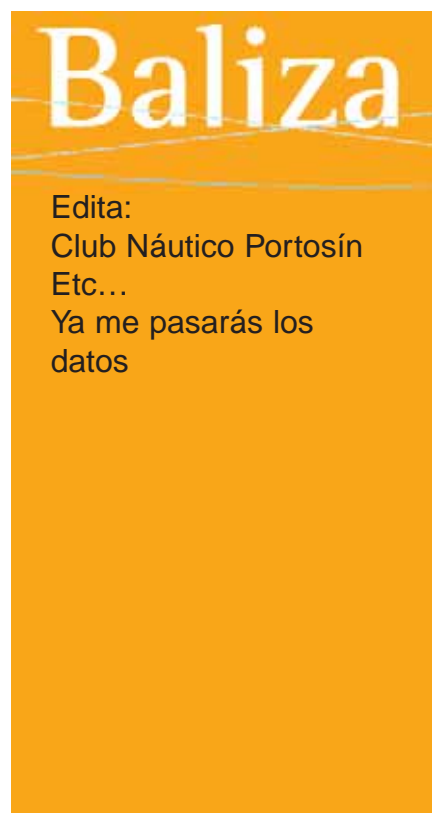 Baliza
Edita:
Club Náutico Portosín
Etc…
Ya me pasarás los
datos